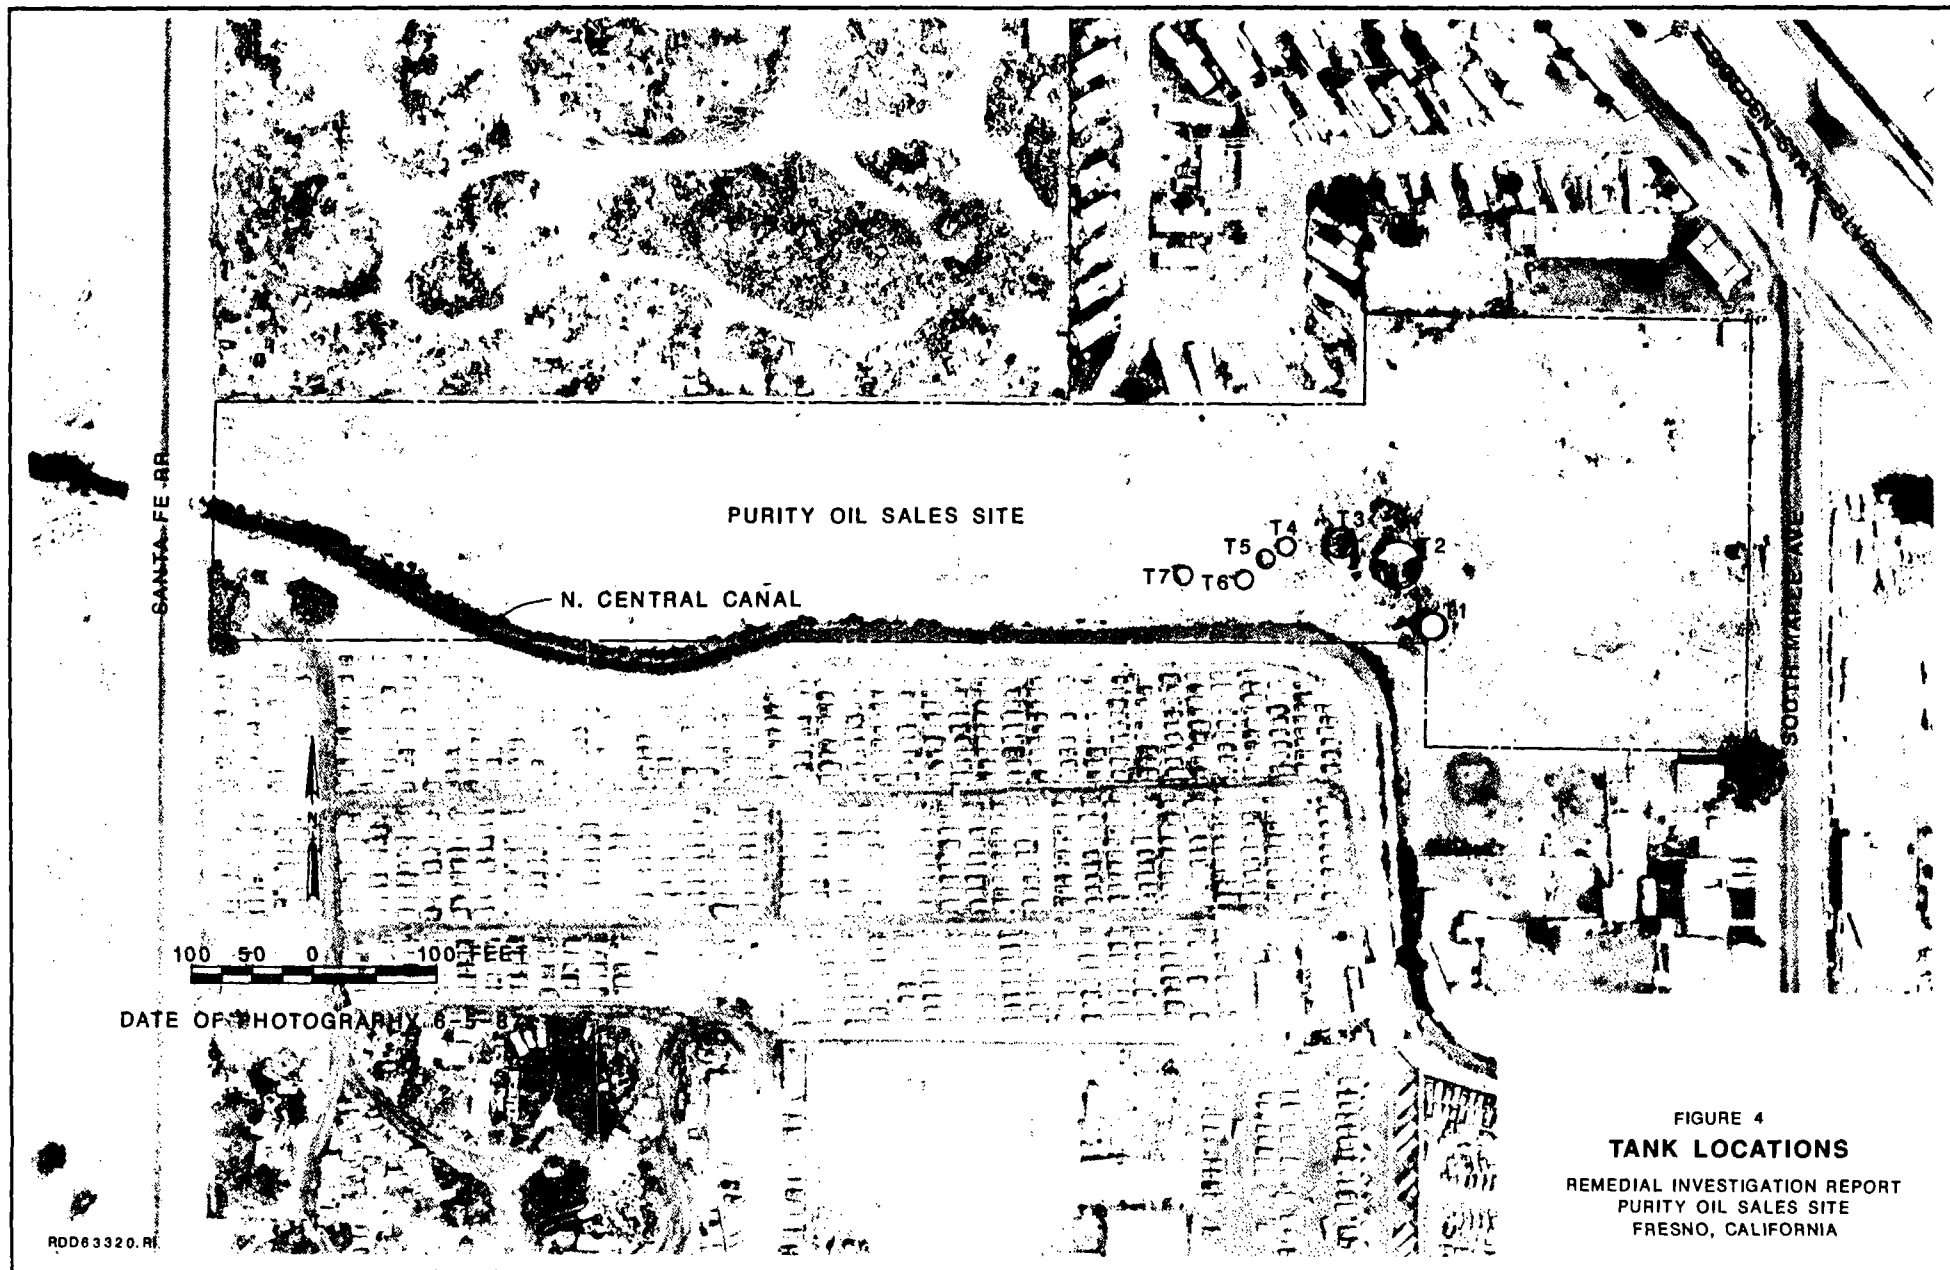 GOLDEN STATE BLVD
SANTA FE RR
PURITY OIL SALES SITE
T4
T3
T5
T2
T7
T6
T1
N. CENTRAL CANAL
SOUTH MAPLE AVE
N
100 50 0 100 FEET
DATE OF PHOTOGRAPHY
FIGURE 4
TANK LOCATIONS
REMEDIAL INVESTIGATION REPORT
PURITY OIL SALES SITE
FRESNO, CALIFORNIA
RDD63320.RI